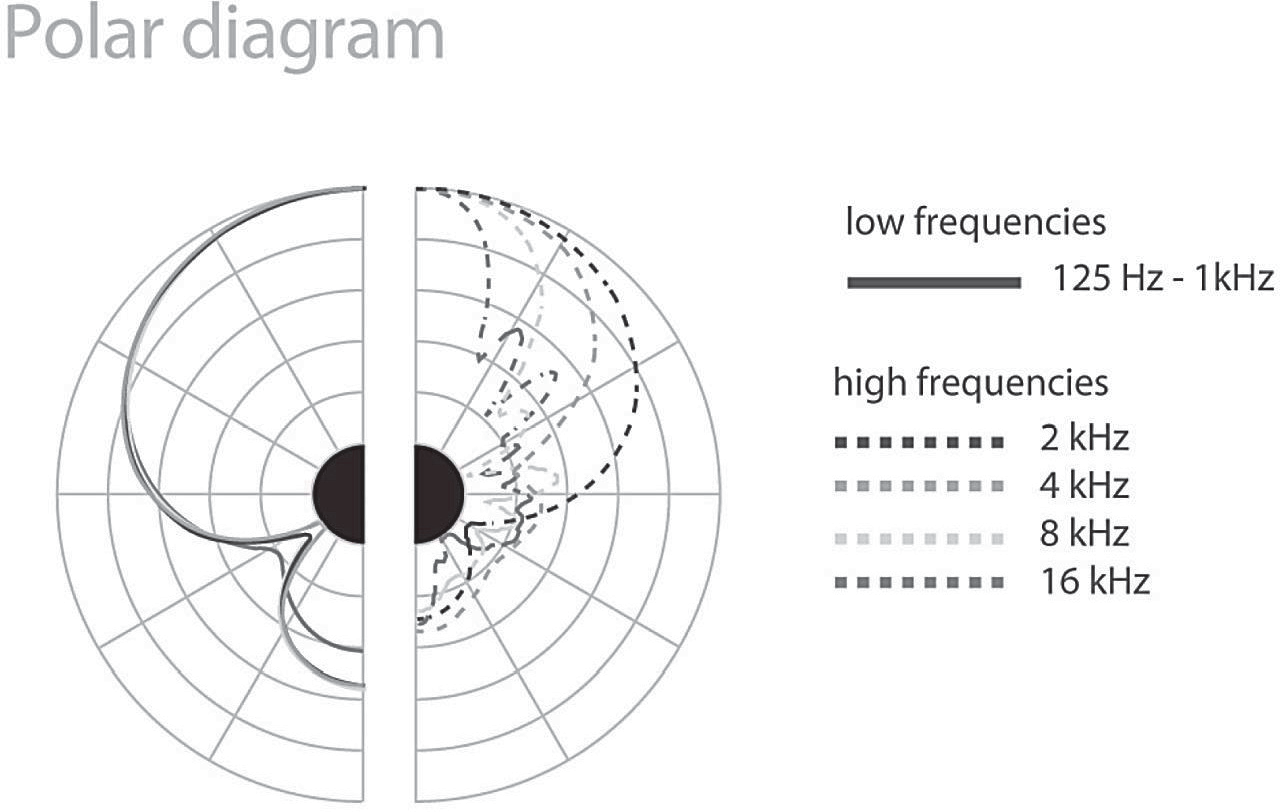 Polar diagram
low frequencies
125 Hz - 1kHz
high frequencies
2 kHz
4 kHz
8 kHz
16 kHz